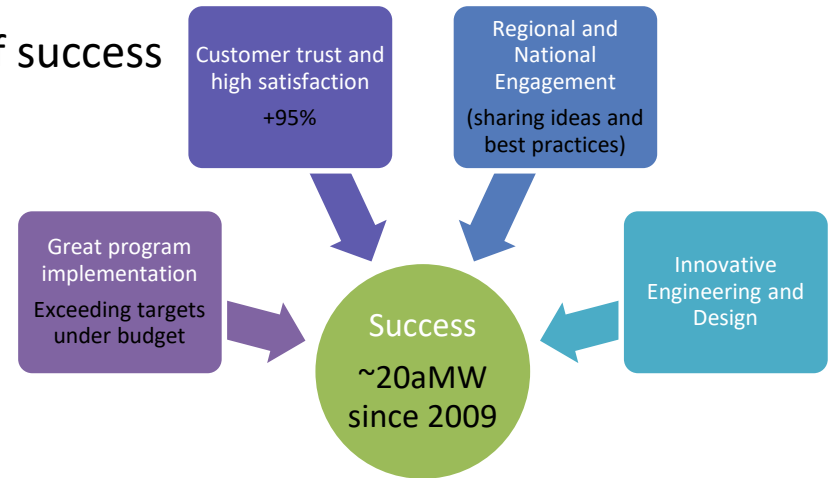 f success
Customer trust and
high satisfaction
+95%
Regional and
National
Engagement
(sharing ideas and
best practices)
Great program
implementation
Exceeding targets
under budget
Innovative
Engineering and
Design
Success
~20aMW
since 2009